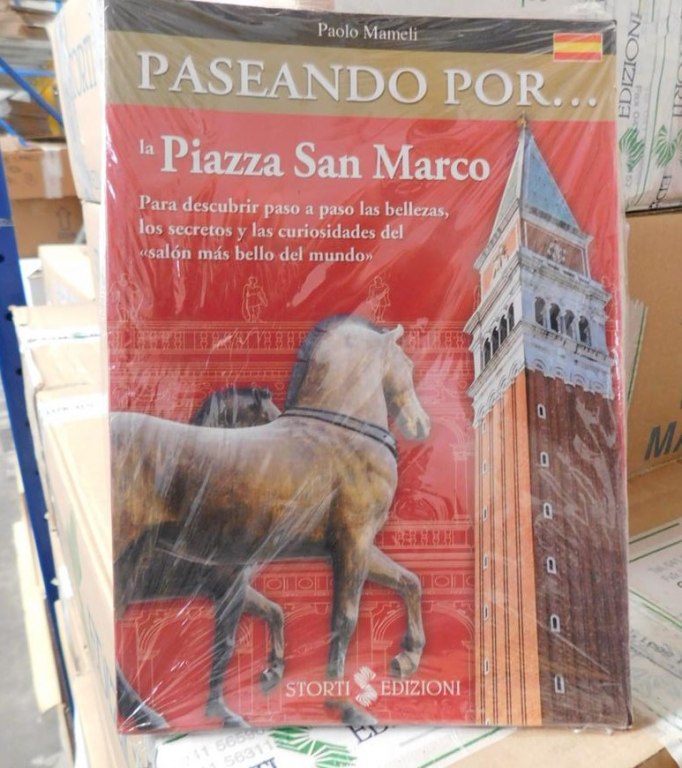 Paolo Mameli
PASEANDO POR...
la Piazza San Marco
Para descubrir paso a paso las bellezas,
los secretos y las curiosidades del
«salón más bello del mundo»
STORTI EDIZIONI
EDIZIONI